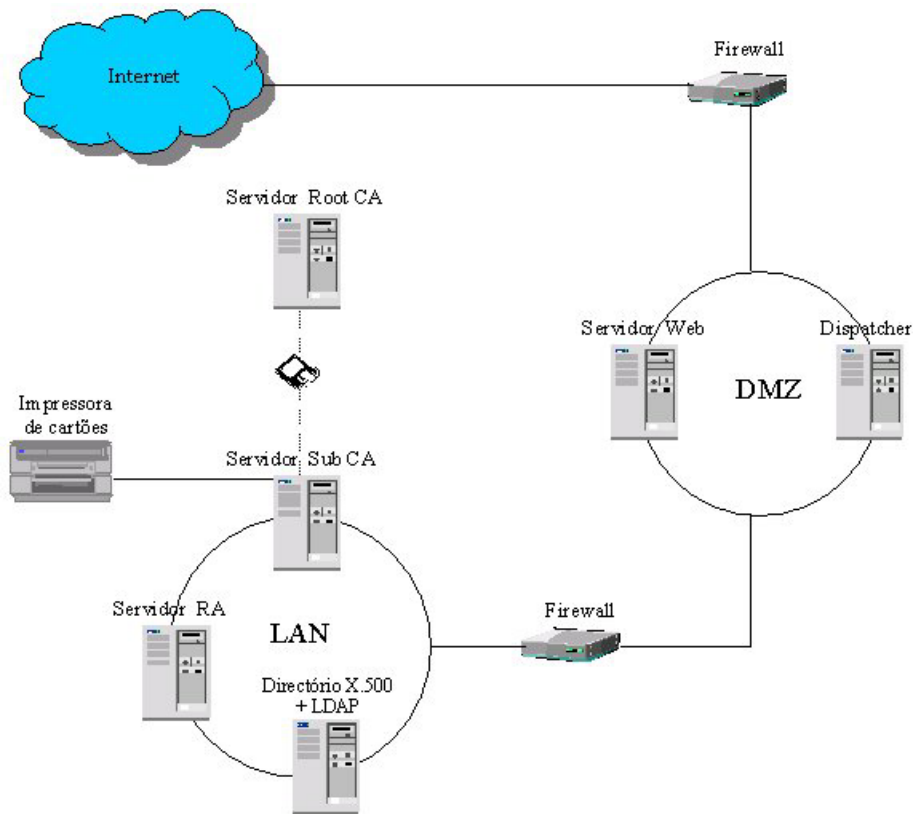 Firewall
Internet
Servidor Root CA
Servidor Web
Dispatcher
DMZ
Impressora
de cartões
Servidor Sub CA
Servidor RA
LAN
Firewall
Directório X.500
+ LDAP